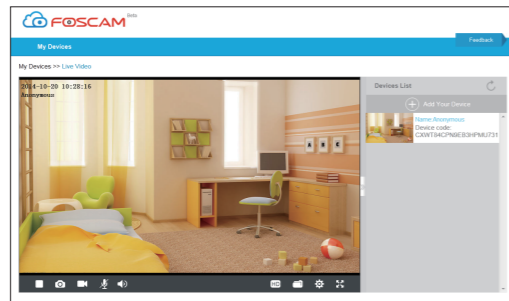 FOSCAM Beta
Feedback
My Devices
My Devices >> Live Video
2014-10-20 10:28:16
Anonymous
Devices List
Add Your Device
Name:Anonymous
Device code:
HD